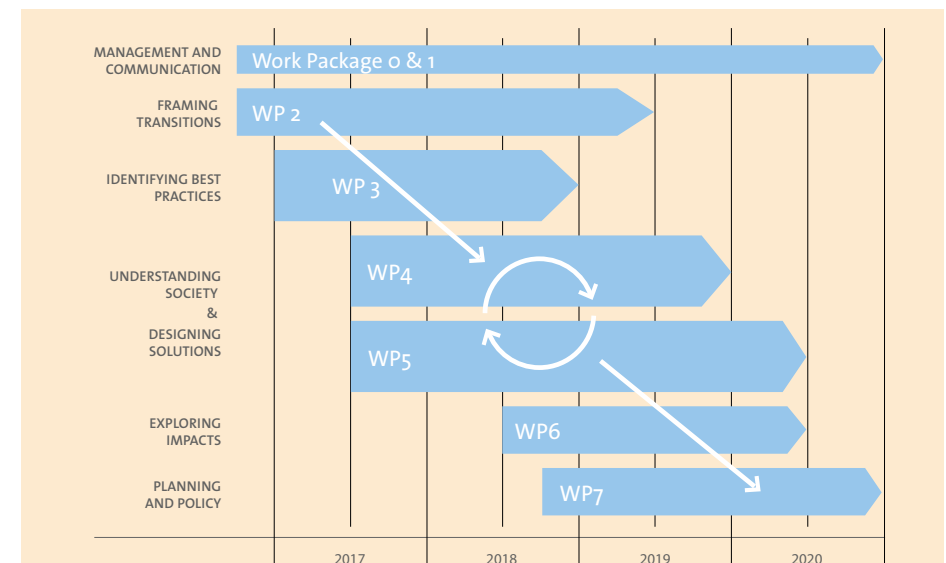 MANAGEMENT AND
COMMUNICATION
Work Package 0 & 1
FRAMING
TRANSITIONS
WP 2
IDENTIFYING BEST
PRACTICES
WP 3
UNDERSTANDING
SOCIETY
&
DESIGNING
SOLUTIONS
WP4
WP5
EXPLORING
IMPACTS
WP6
PLANNING
AND POLICY
WP7
2017 2018 2019 2020